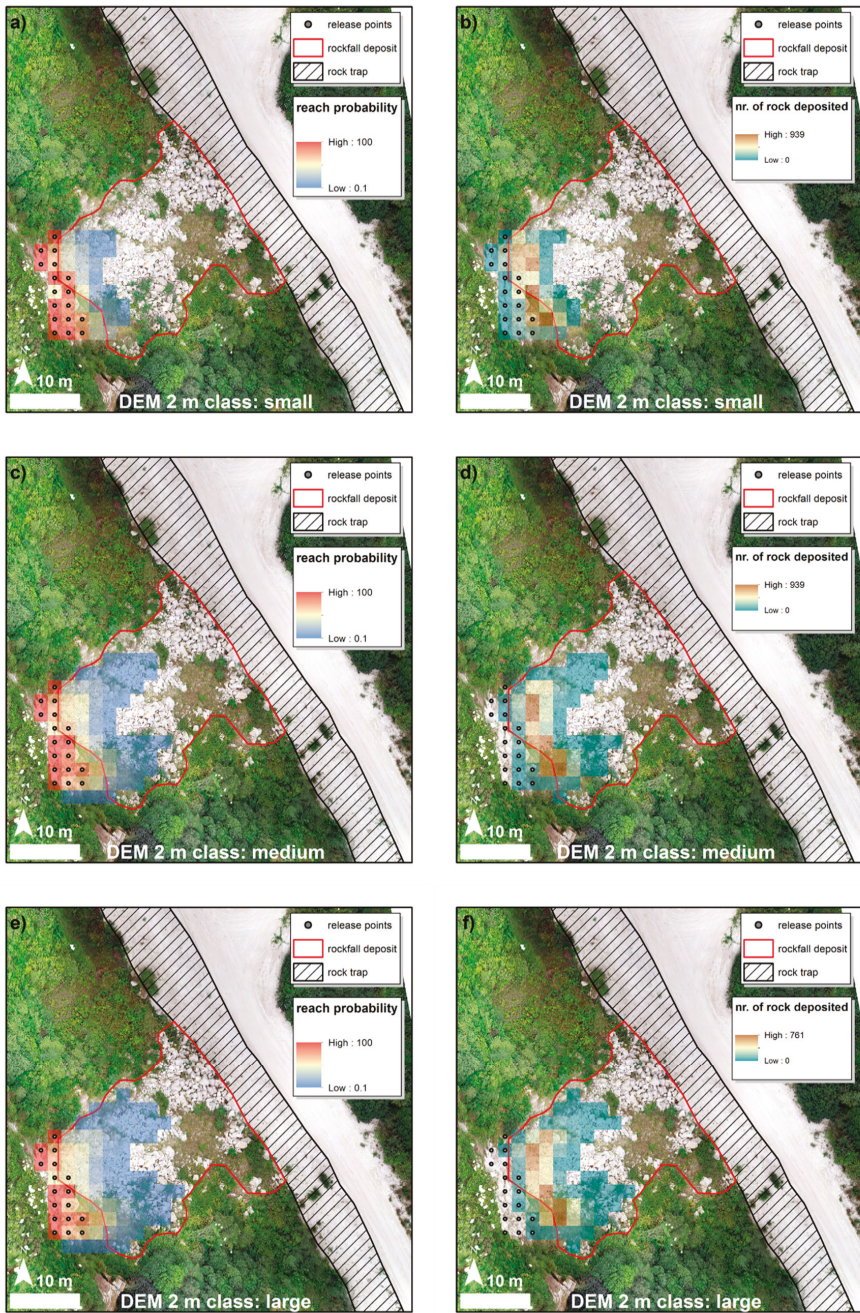 a)
release points
rockfall deposit
rock trap
reach probability
High : 100
Low : 0.1
10 m
DEM 2 m class: small
b)
release points
rockfall deposit
rock trap
nr. of rock deposited
High : 939
Low : 0
10 m
DEM 2 m class: small
c)
release points
rockfall deposit
rock trap
reach probability
High : 100
Low : 0.1
10 m
DEM 2 m class: medium
d)
release points
rockfall deposit
rock trap
nr. of rock deposited
High : 939
Low : 0
10 m
DEM 2 m class: medium
e)
release points
rockfall deposit
rock trap
reach probability
High : 100
Low : 0.1
10 m
DEM 2 m class: large
f)
release points
rockfall deposit
rock trap
nr. of rock deposited
High : 761
Low : 0
10 m
DEM 2 m class: large